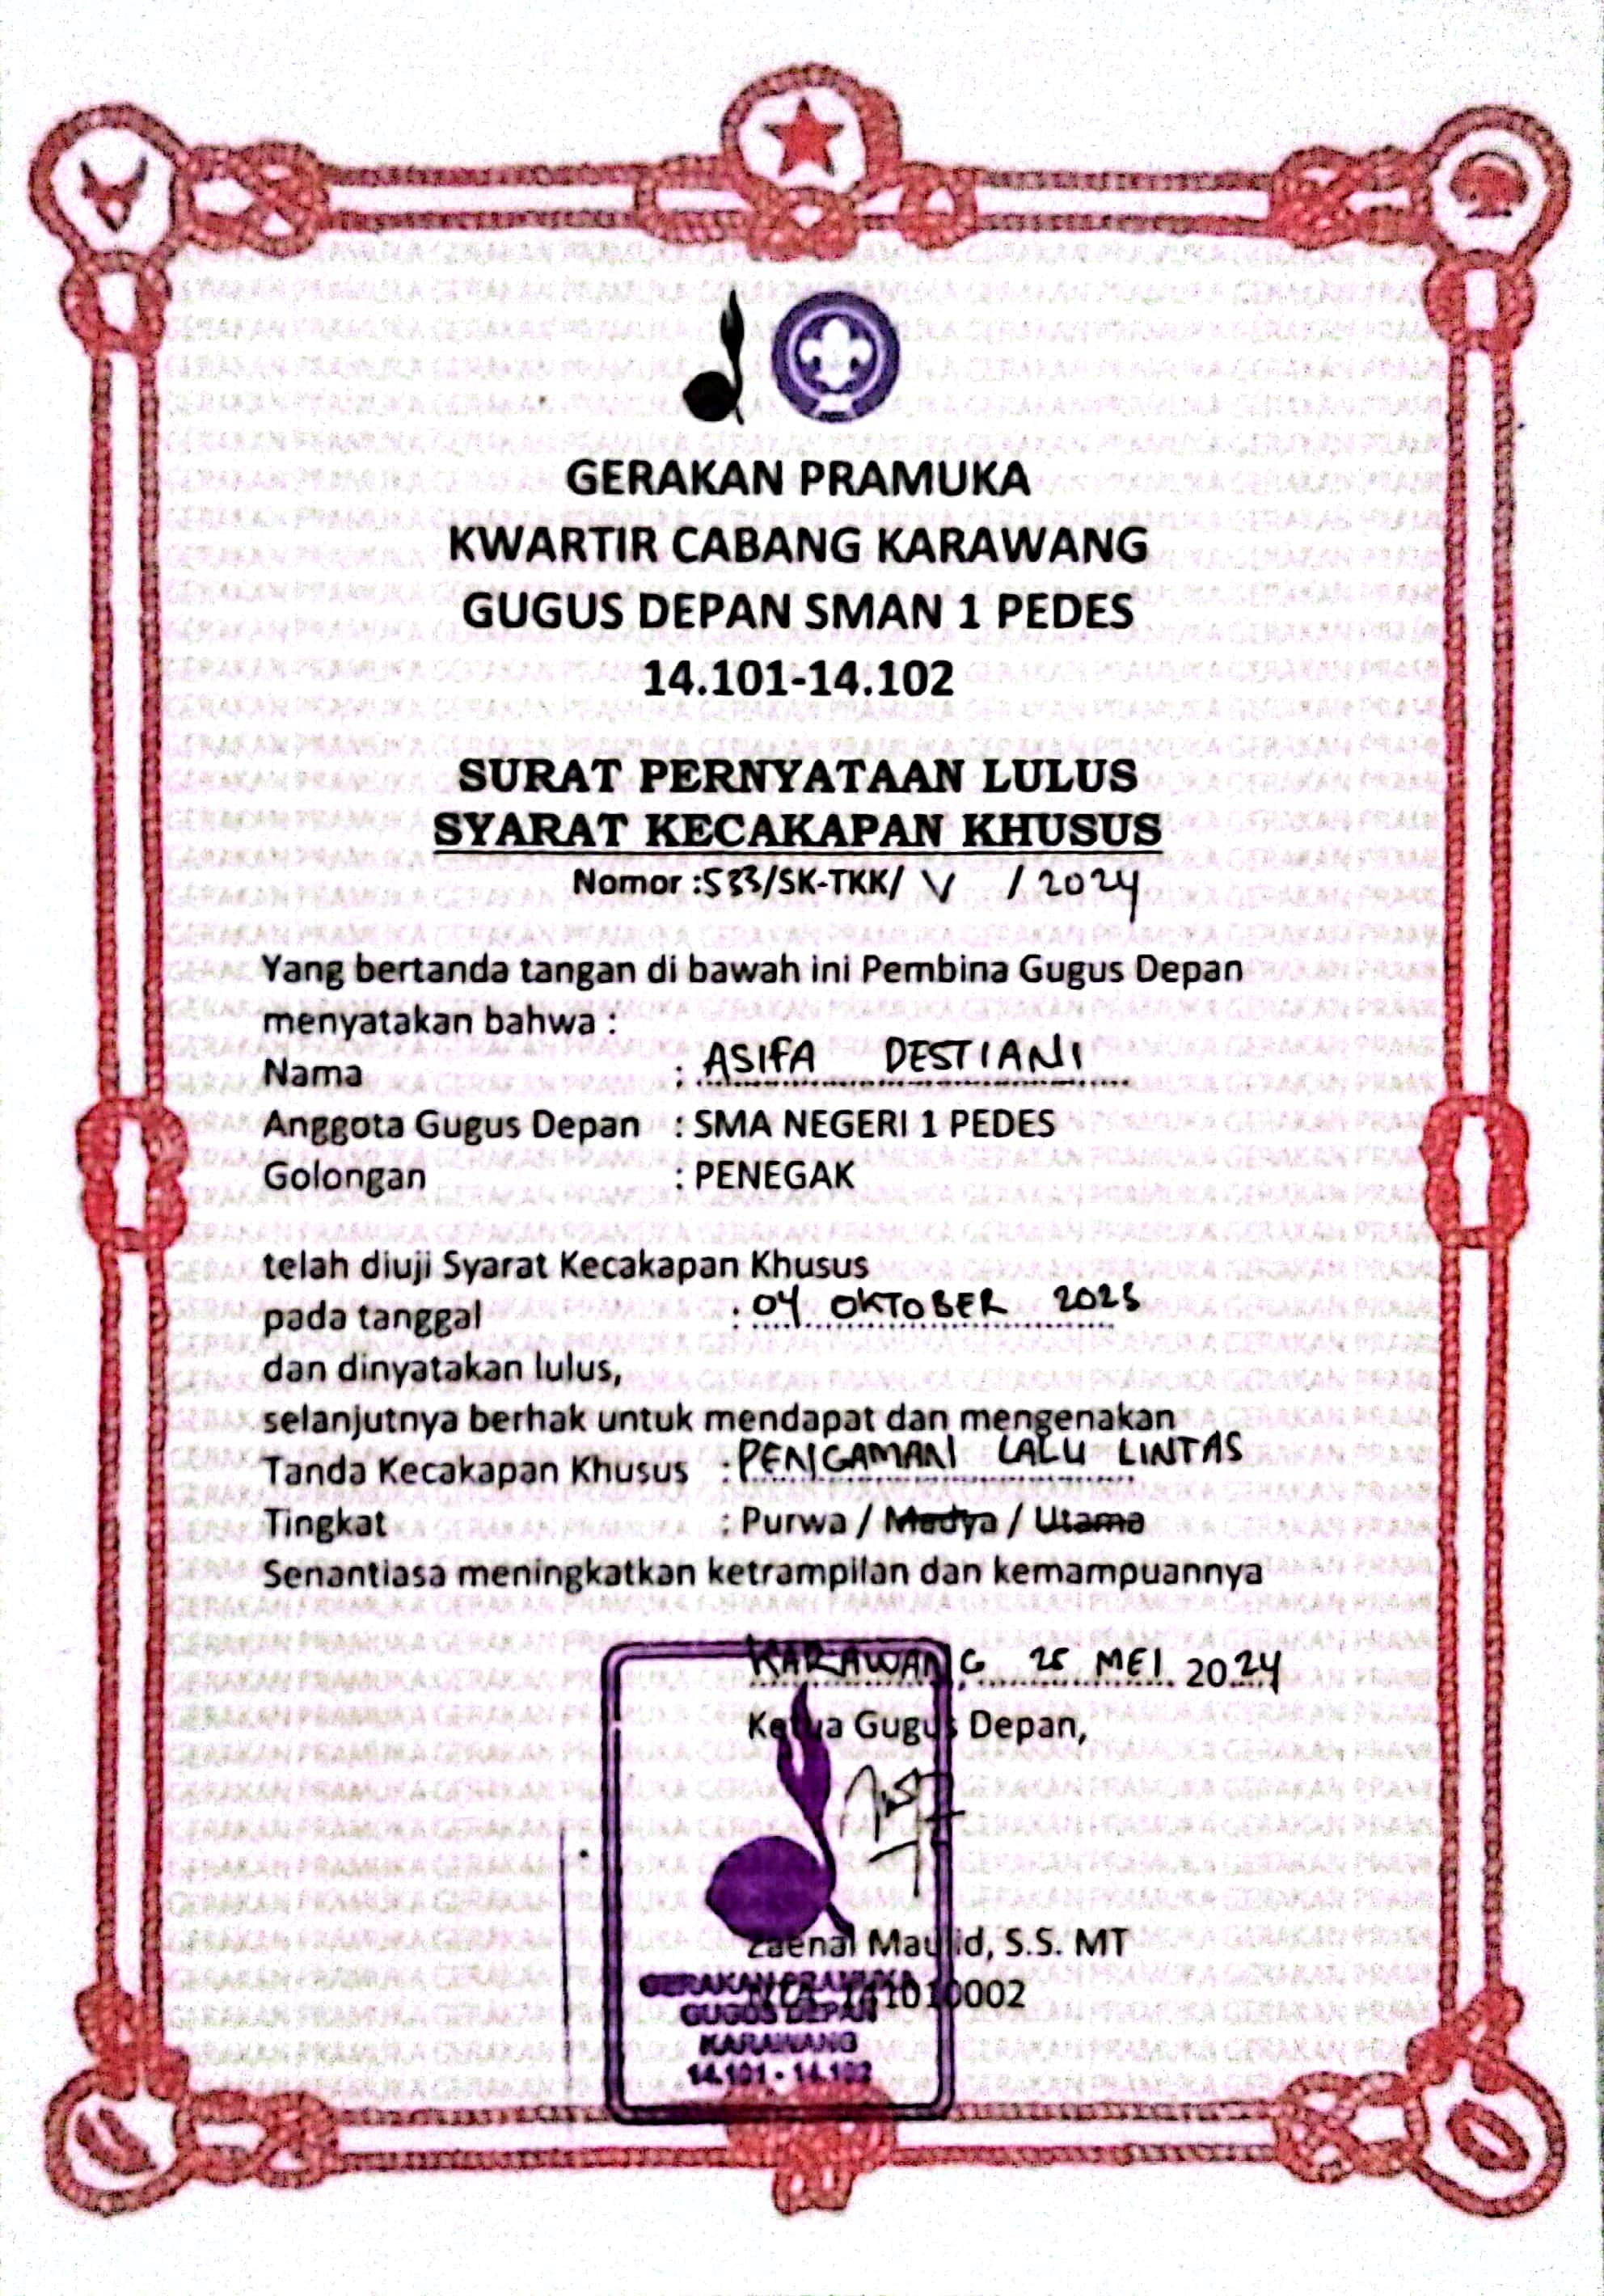 GERAKAN PRAMUKA
KWARTIR CABANG KARAWANG
GUGUS DEPAN SMAN 1 PEDES
14.101-14.102
SURAT PERNYATAAN LULUS
SYARAT KECAKAPAN KHUSUS
Nomor :533/SK-TKK/ V / 2024
Yang bertanda tangan di bawah ini Pembina Gugus Depan
menyatakan bahwa :
Nama : ASIFA DESTIANI
Anggota Gugus Depan : SMA NEGERI 1 PEDES
Golongan : PENEGAK
telah diuji Syarat Kecakapan Khusus
pada tanggal : 04 OKTOBER
dan dinyatakan lulus,
selanjutnya berhak untuk mendapat dan mengenakan
Tanda Kecakapan Khusus : PENGAMAN LALU LINTAS
Tingkat : Purwa / Madya / Utama
Senantiasa meningkatkan ketrampilan dan kemampuannya
KARAWANG, 25 MEI 2024
Ketua Gugus Depan,
Zaenal Maulid, S.S. MT
GERAKAN PRAMUKA
GUGUS DEPAN
KARAWANG
14.101 - 14.102